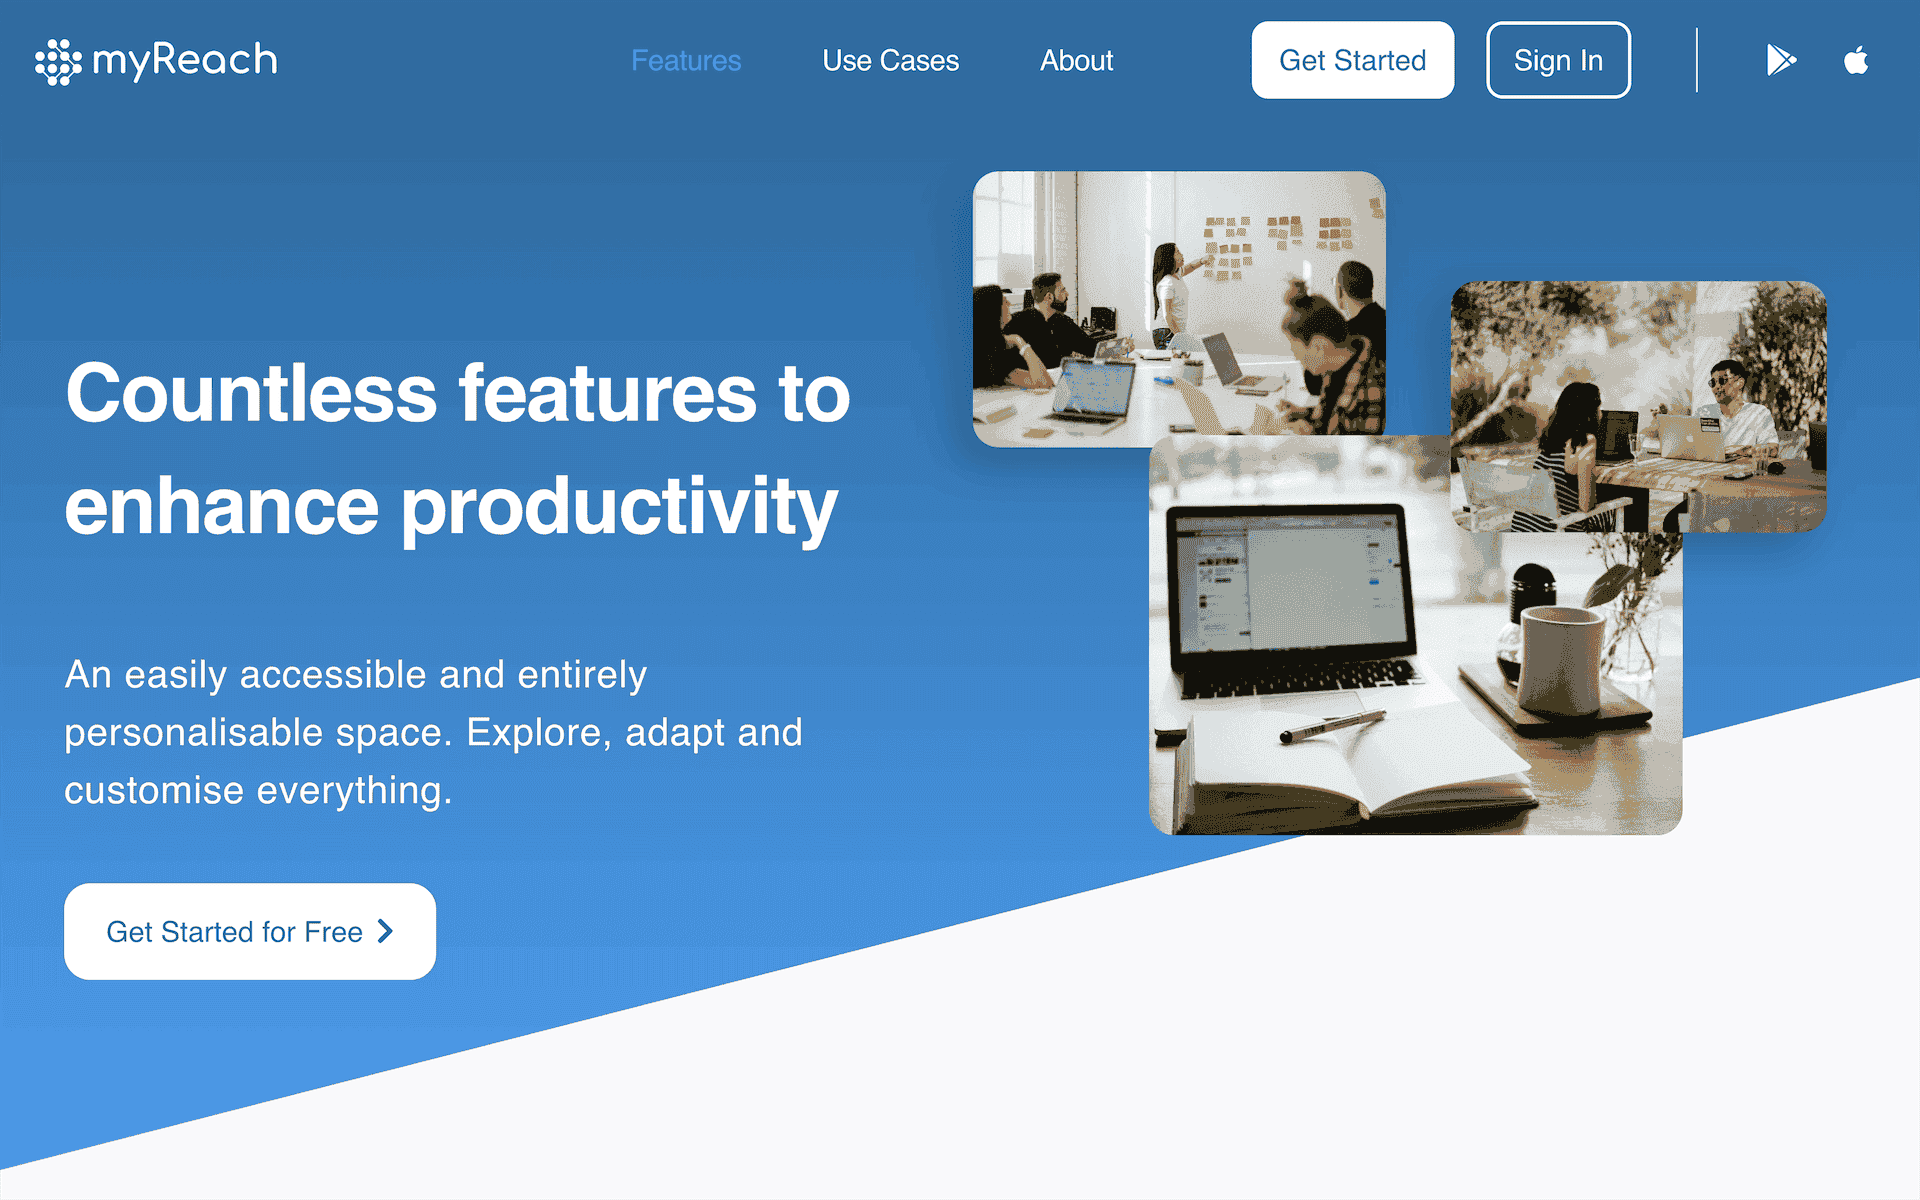 myReach
Features
Use Cases
About
Get Started
Sign In
Countless features to
enhance productivity
An easily accessible and entirely
personalisable space. Explore, adapt and
customise everything.
Get Started for Free